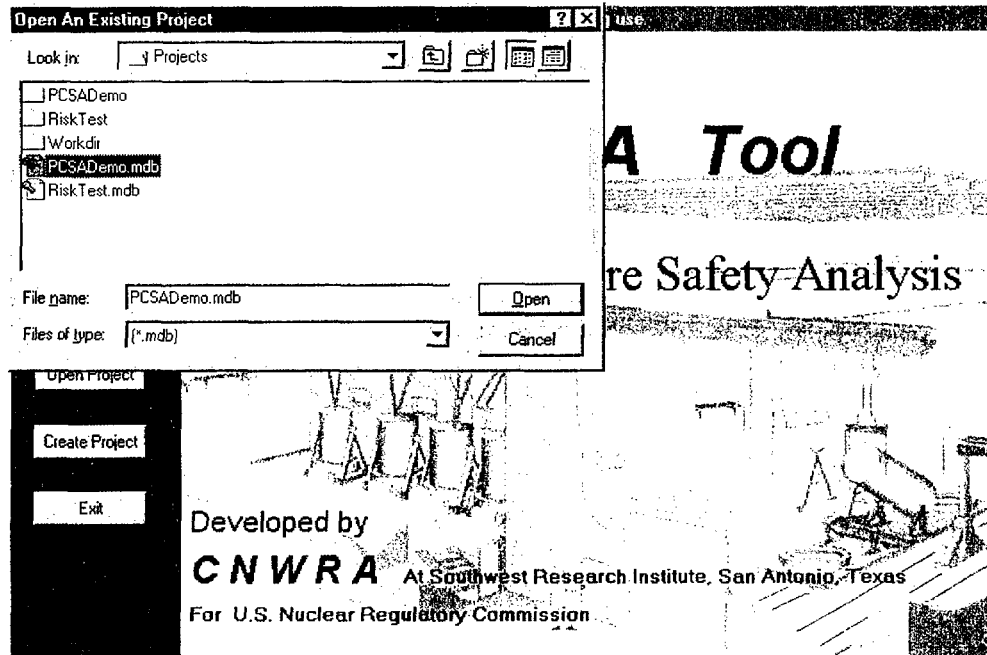 Open An Existing Project
use
Look in:
Projects
PCSADemo
RiskTest
Workdir
PCSADemo.mdb
RiskTest.mdb
File name:
PCSADemo.mdb
Open
Files of type:
(*.mdb)
Cancel
A Tool
re Safety Analysis
Open Project
Create Project
Exit
Developed by
CNWRA At Southwest Research Institute, San Antonio, Texas
For U.S. Nuclear Regulatory Commission